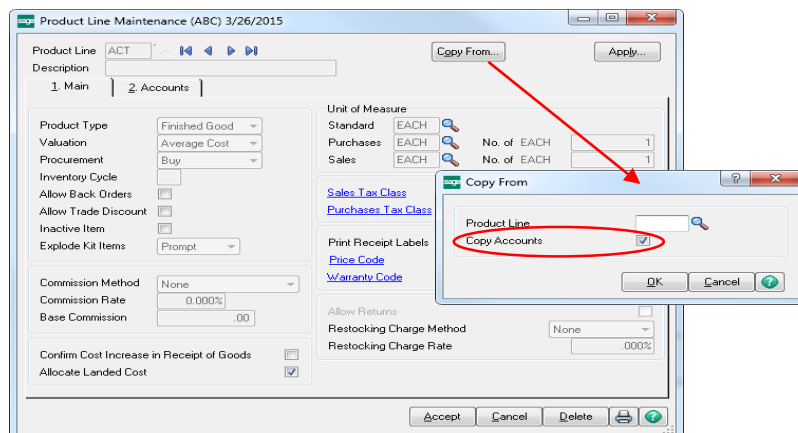 sage Product Line Maintenance (ABC) 3/26/2015
Product Line ACT Copy From... Apply...
Description
1. Main 2. Accounts
Product Type Finished Good
Valuation Average Cost
Procurement Buy
Inventory Cycle
Allow Back Orders
Allow Trade Discount
Inactive Item
Explode Kit Items Prompt
Commission Method None
Commission Rate 0.000%
Base Commission .00
Confirm Cost Increase in Receipt of Goods
Allocate Landed Cost
Unit of Measure
Standard EACH
Purchases EACH No. of EACH 1
Sales EACH No. of EACH 1
Sales Tax Class
Purchases Tax Class
Print Receipt Labels
Price Code
Warranty Code
Allow Returns
Restocking Charge Method None
Restocking Charge Rate .000%
sage Copy From
Product Line
Copy Accounts
OK Cancel
Accept Cancel Delete